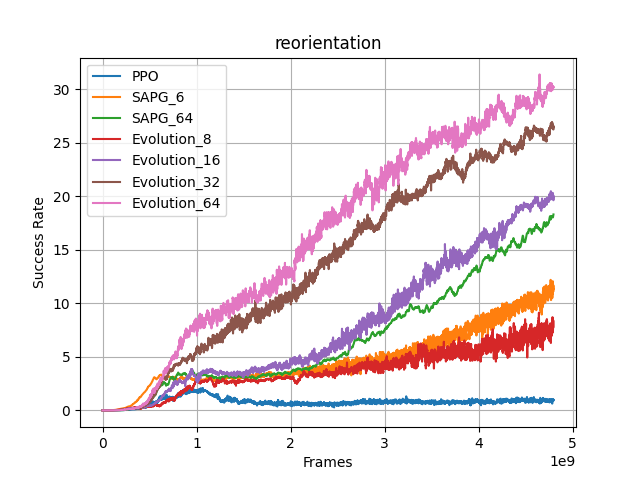 reorientation
PPO
SAPG_6
SAPG_64
Evolution_8
Evolution_16
Evolution_32
Evolution_64
Success Rate
30
25
20
15
10
5
0
0 1 2 3 4 5
1e9
Frames